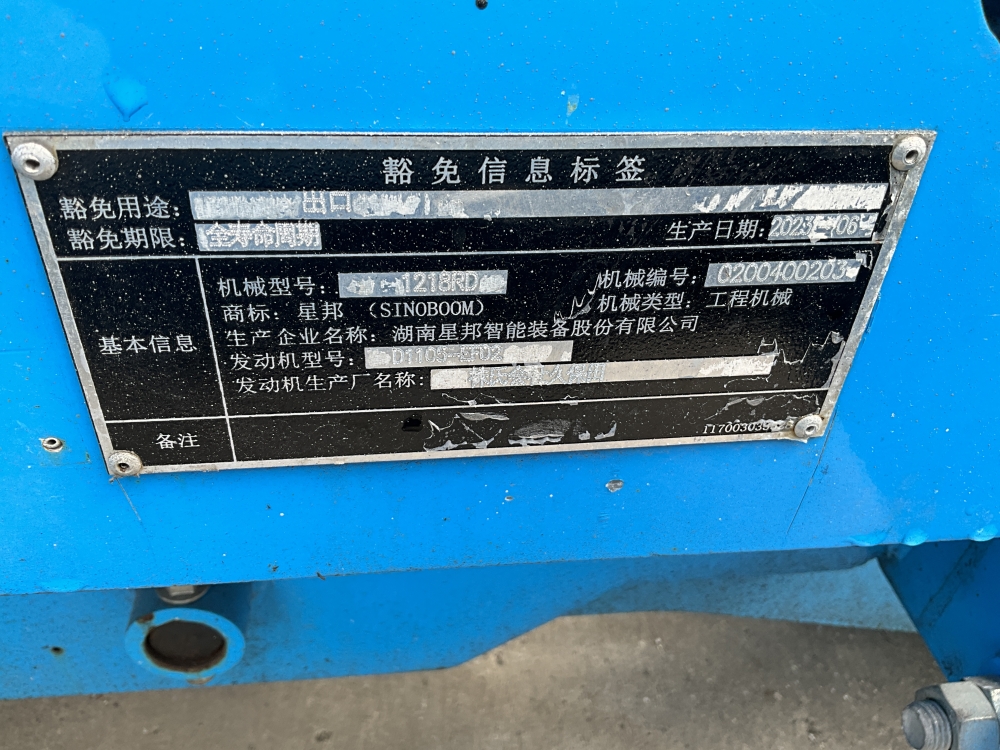 豁免信息标签
豁免用途: 出口
豁免期限: 全寿命周期 生产日期:
基本信息
机械型号: 1218RD 机械编号: 0200400203
商标: 星邦 (SINOBOOM) 机械类型: 工程机械
生产企业名称: 湖南星邦智能装备股份有限公司
发动机型号:
发动机生产厂名称:
备注